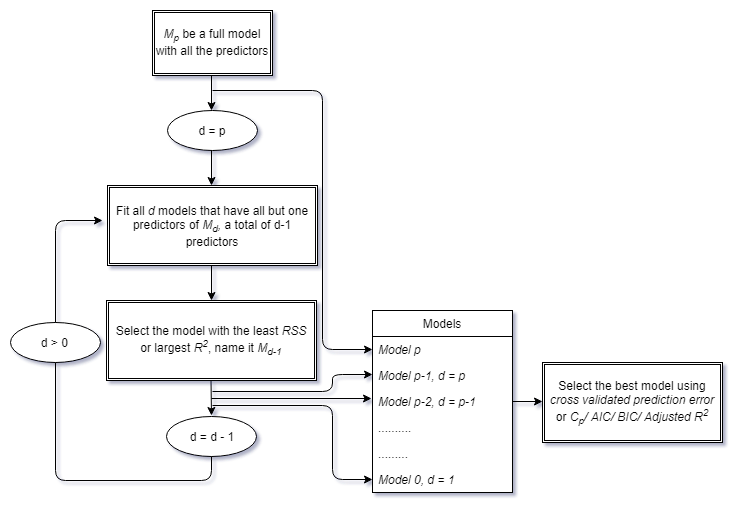 Mp be a full model
with all the predictors
d = p
Fit all d models that have all but one
predictors of Md, a total of d-1
predictors
Select the model with the least RSS
or largest R², name it Md-1
d > 0
d = d - 1
Models
Model p
Model p-1, d = p
Model p-2, d = p-1
..........
.........
Model 0, d = 1
Select the best model using
cross validated prediction error
or Cp/ AIC/ BIC/ Adjusted R²